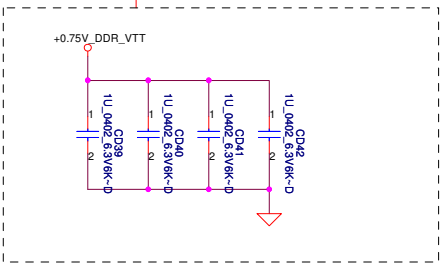 +0.75V_DDR_VTT
1
1
1
1
1U_0402_6.3V6K~D
CD39
1U_0402_6.3V6K~D
CD40
1U_0402_6.3V6K~D
CD41
1U_0402_6.3V6K~D
CD42
2
2
2
2